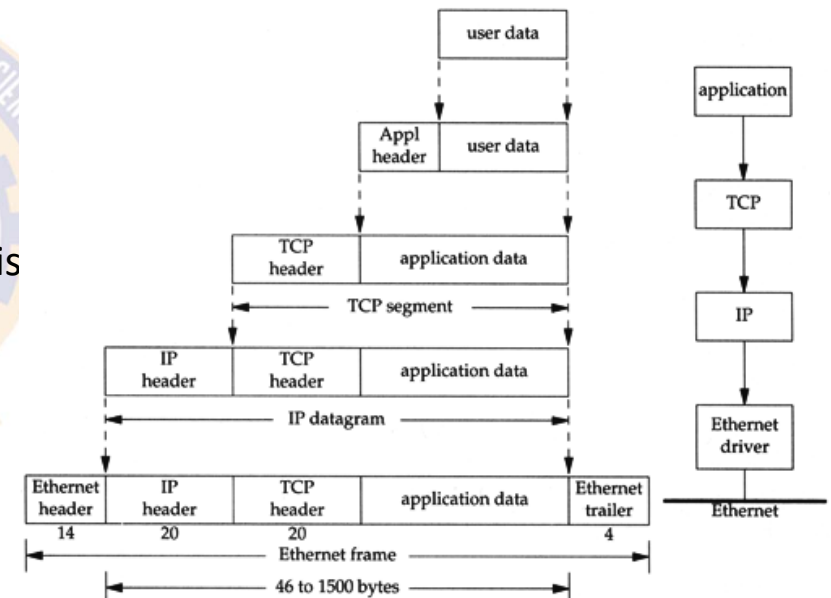 user data
application
Appl
header
user data
TCP
TCP
header
application data
is
TCP segment
IP
IP
header
TCP
header
application data
IP datagram
Ethernet
driver
Ethernet
header
IP
header
TCP
header
application data
Ethernet
trailer
Ethernet
14
20
20
4
Ethernet frame
46 to 1500 bytes